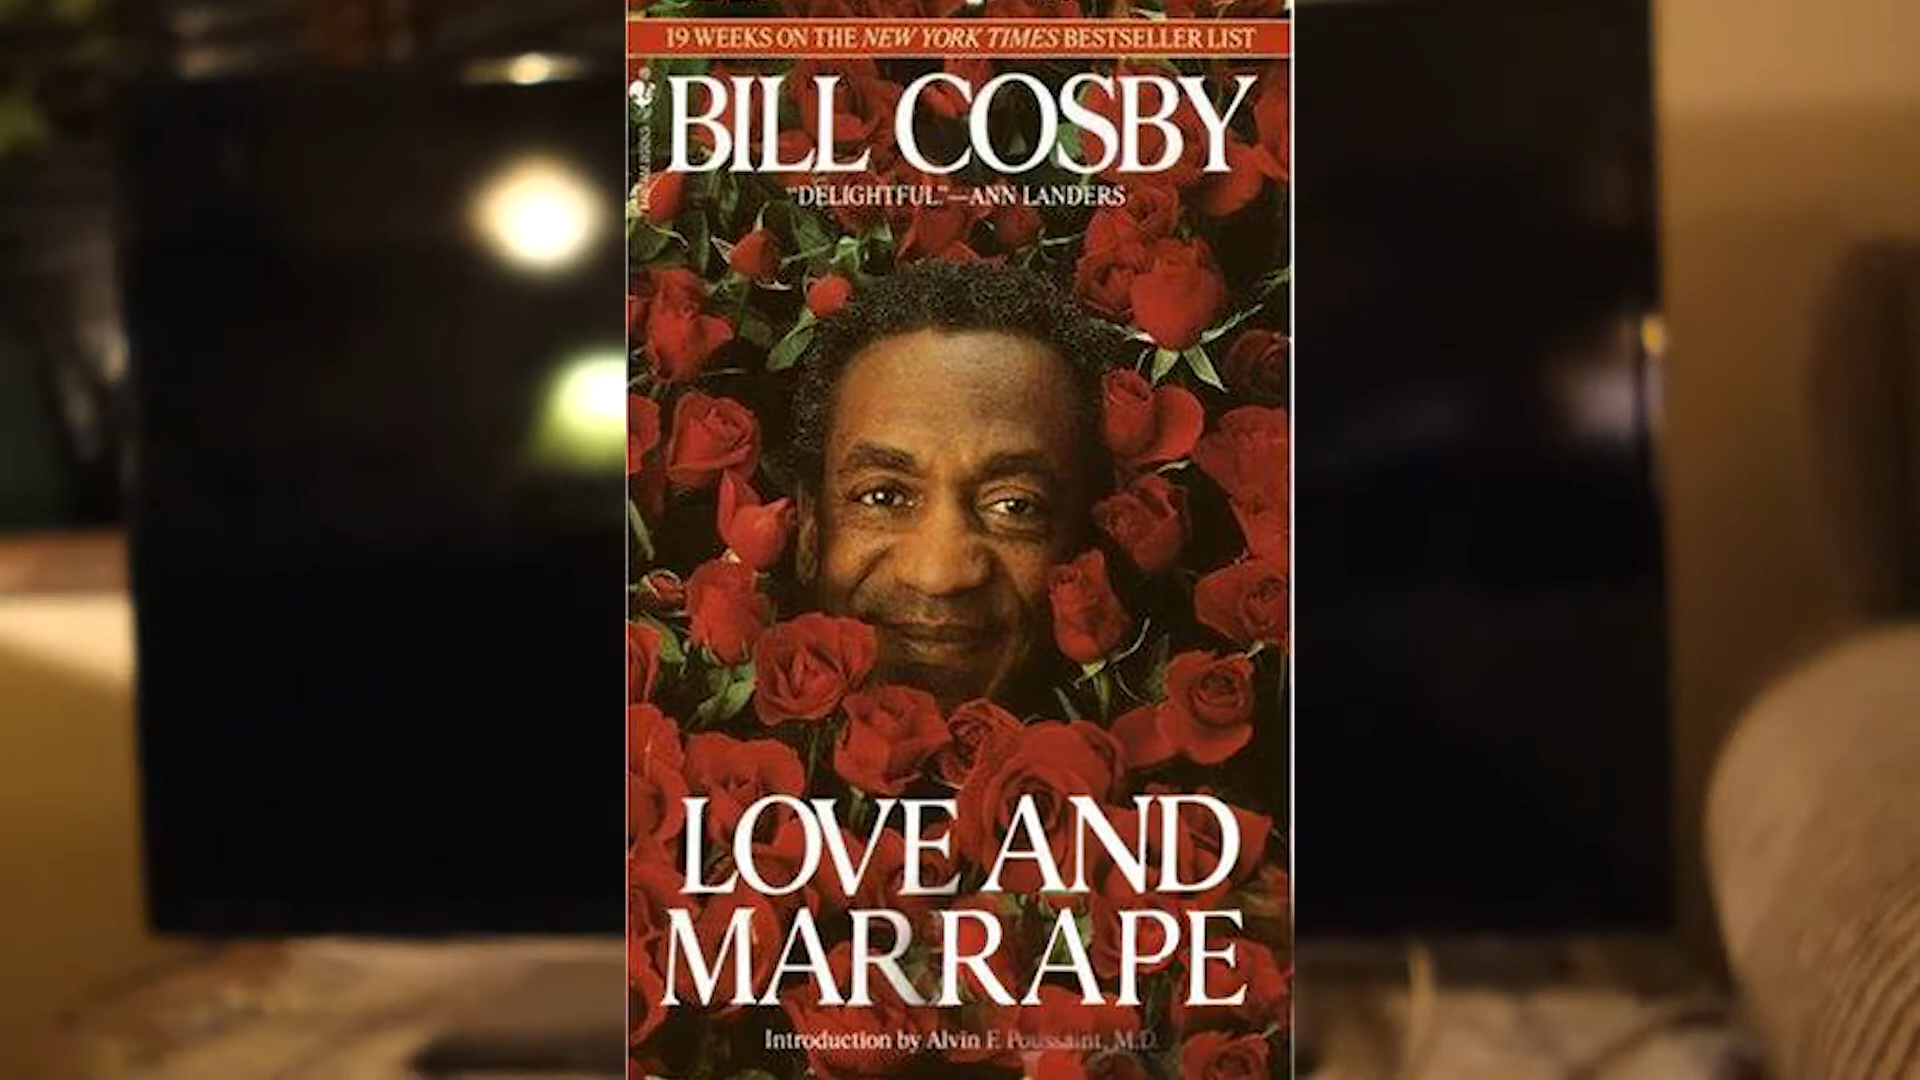 19 WEEKS ON THE NEW YORK TIMES BESTSELLER LIST
BILL COSBY
"DELIGHTFUL."—ANN LANDERS
LOVE AND
MARRAPE
Introduction by Alvin F. Poussaint, M.D.